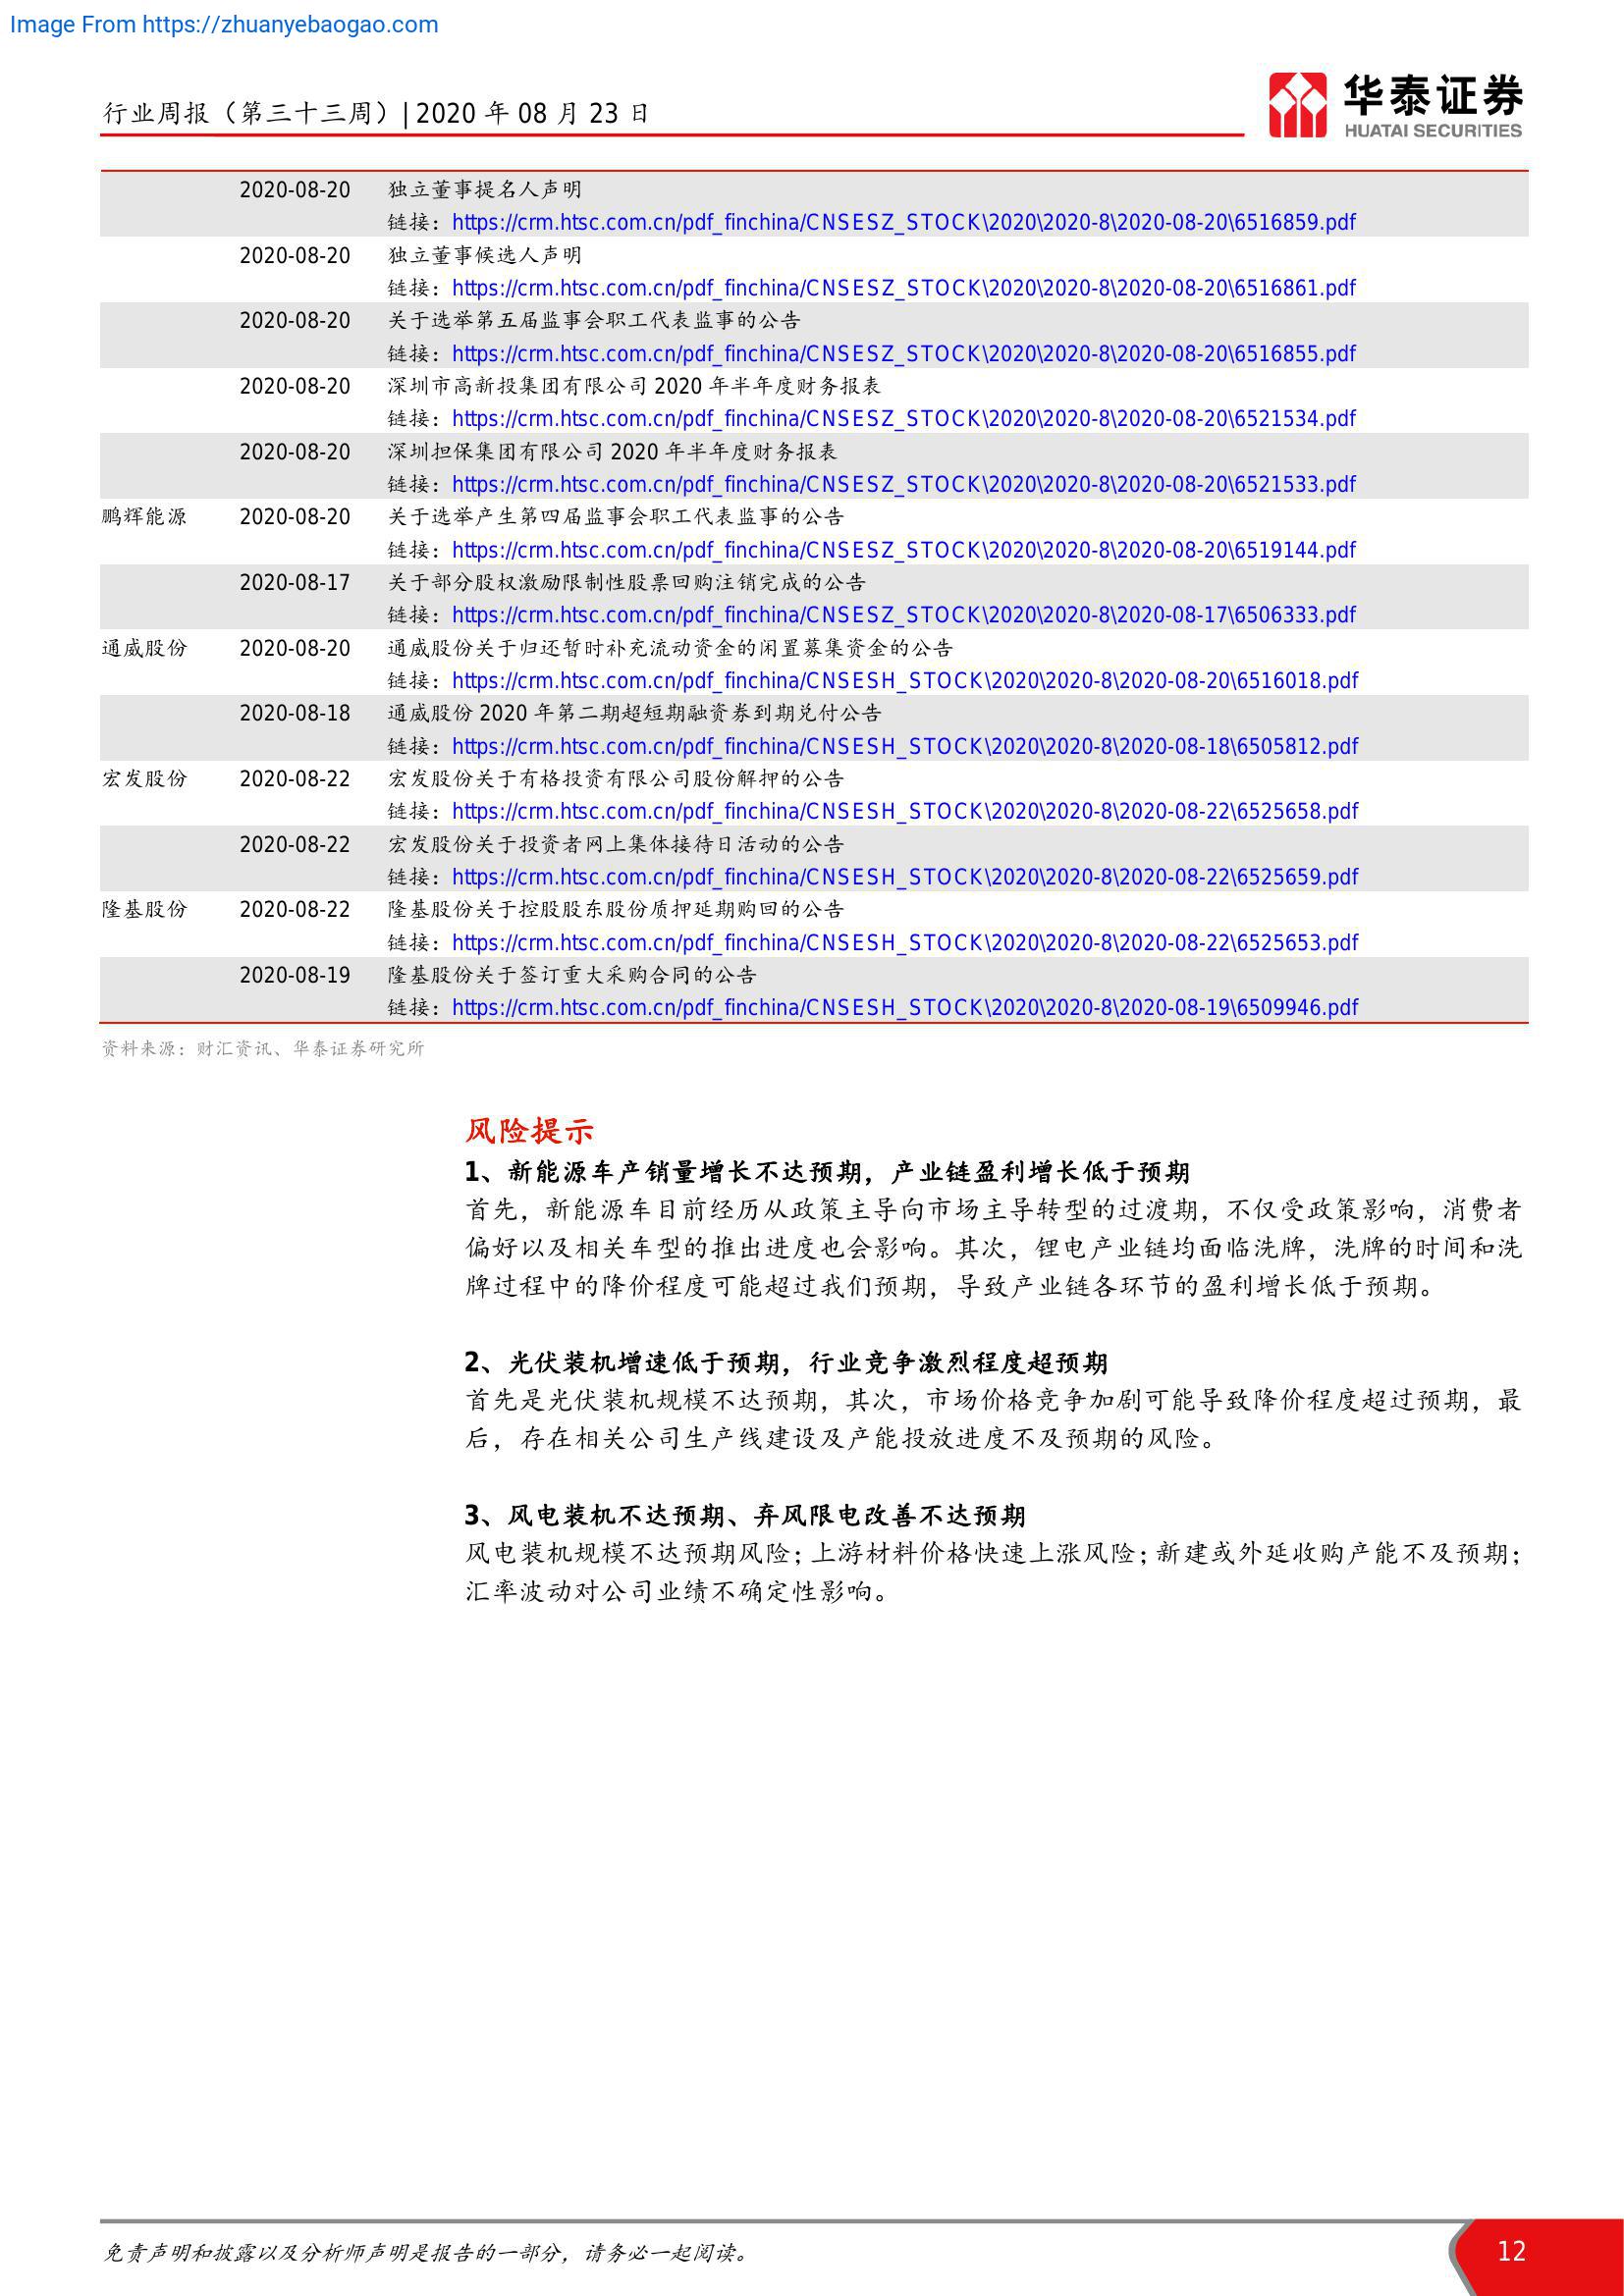 Image From https://zhuanyebaogao.com
行业周报（第三十三周）| 2020 年 08 月 23 日
华泰证券
HUATAI SECURITIES
2020-08-20 独立董事提名人声明
链接：https://crm.htsc.com.cn/pdf_finchina/CNSESZ_STOCK\2020\2020-8\2020-08-20\6516859.pdf
2020-08-20 独立董事候选人声明
链接：https://crm.htsc.com.cn/pdf_finchina/CNSESZ_STOCK\2020\2020-8\2020-08-20\6516861.pdf
2020-08-20 关于选举第五届监事会职工代表监事的公告
链接：https://crm.htsc.com.cn/pdf_finchina/CNSESZ_STOCK\2020\2020-8\2020-08-20\6516855.pdf
2020-08-20 深圳市高新投集团有限公司 2020 年半年度财务报表
链接：https://crm.htsc.com.cn/pdf_finchina/CNSESZ_STOCK\2020\2020-8\2020-08-20\6521534.pdf
2020-08-20 深圳担保集团有限公司 2020 年半年度财务报表
链接：https://crm.htsc.com.cn/pdf_finchina/CNSESZ_STOCK\2020\2020-8\2020-08-20\6521533.pdf
鹏辉能源 2020-08-20 关于选举产生第四届监事会职工代表监事的公告
链接：https://crm.htsc.com.cn/pdf_finchina/CNSESZ_STOCK\2020\2020-8\2020-08-20\6519144.pdf
2020-08-17 关于部分股权激励限制性股票回购注销完成的公告
链接：https://crm.htsc.com.cn/pdf_finchina/CNSESZ_STOCK\2020\2020-8\2020-08-17\6506333.pdf
通威股份 2020-08-20 通威股份关于归还暂时补充流动资金的闲置募集资金的公告
链接：https://crm.htsc.com.cn/pdf_finchina/CNSESH_STOCK\2020\2020-8\2020-08-20\6516018.pdf
2020-08-18 通威股份 2020 年第二期超短期融资券到期兑付公告
链接：https://crm.htsc.com.cn/pdf_finchina/CNSESH_STOCK\2020\2020-8\2020-08-18\6505812.pdf
宏发股份 2020-08-22 宏发股份关于有格投资有限公司股份解押的公告
链接：https://crm.htsc.com.cn/pdf_finchina/CNSESH_STOCK\2020\2020-8\2020-08-22\6525658.pdf
2020-08-22 宏发股份关于投资者网上集体接待日活动的公告
链接：https://crm.htsc.com.cn/pdf_finchina/CNSESH_STOCK\2020\2020-8\2020-08-22\6525659.pdf
隆基股份 2020-08-22 隆基股份关于控股股东股份质押延期购回的公告
链接：https://crm.htsc.com.cn/pdf_finchina/CNSESH_STOCK\2020\2020-8\2020-08-22\6525653.pdf
2020-08-19 隆基股份关于签订重大采购合同的公告
链接：https://crm.htsc.com.cn/pdf_finchina/CNSESH_STOCK\2020\2020-8\2020-08-19\6509946.pdf
资料来源：财汇资讯、华泰证券研究所
风险提示
1、新能源车产销量增长不达预期，产业链盈利增长低于预期
首先，新能源车目前经历从政策主导向市场主导转型的过渡期，不仅受政策影响，消费者
偏好以及相关车型的推出进度也会影响。其次，锂电产业链均面临洗牌，洗牌的时间和洗
牌过程中的降价程度可能超过我们预期，导致产业链各环节的盈利增长低于预期。
2、光伏装机增速低于预期，行业竞争激烈程度超预期
首先是光伏装机规模不达预期，其次，市场价格竞争加剧可能导致降价程度超过预期，最
后，存在相关公司生产线建设及产能投放进度不及预期的风险。
3、风电装机不达预期、弃风限电改善不达预期
风电装机规模不达预期风险；上游材料价格快速上涨风险；新建或外延收购产能不及预期；
汇率波动对公司业绩不确定性影响。
免责声明和披露以及分析师声明是报告的一部分，请务必一起阅读。
12